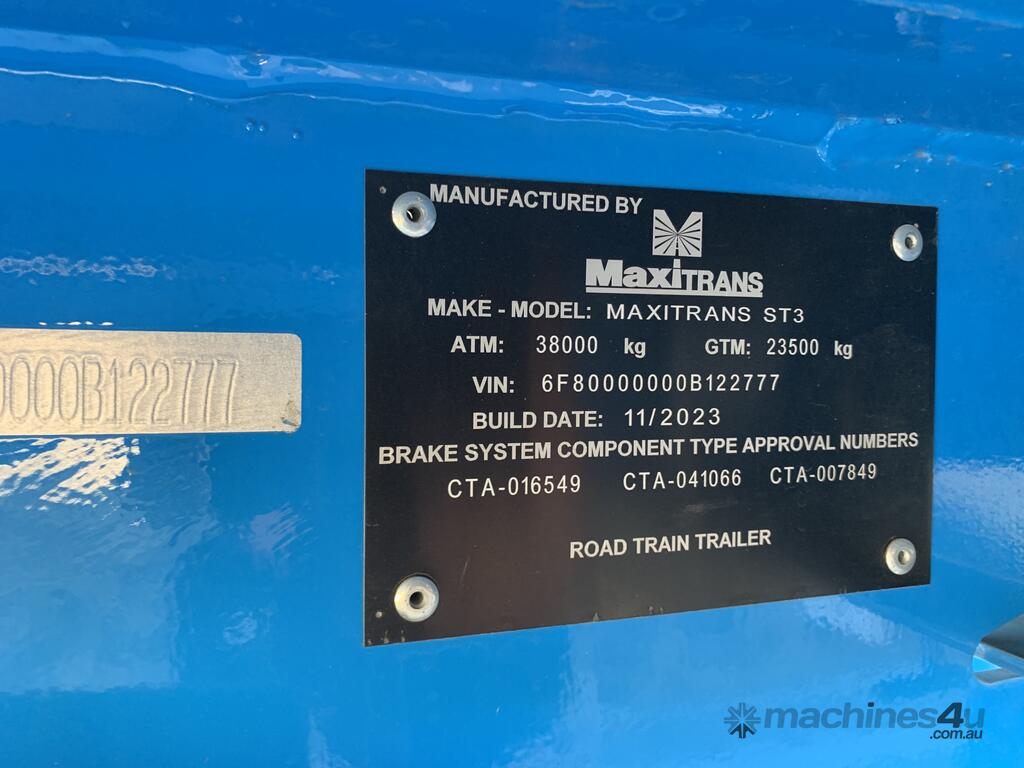 MANUFACTURED BY
MaxiTRANS
MAKE - MODEL: MAXITRANS ST3
ATM: 38000 kg GTM: 23500 kg
VIN: 6F80000000B122777
BUILD DATE: 11/2023
BRAKE SYSTEM COMPONENT TYPE APPROVAL NUMBERS
CTA-016549 CTA-041066 CTA-007849
ROAD TRAIN TRAILER
0000B122777
machines4u
.com.au